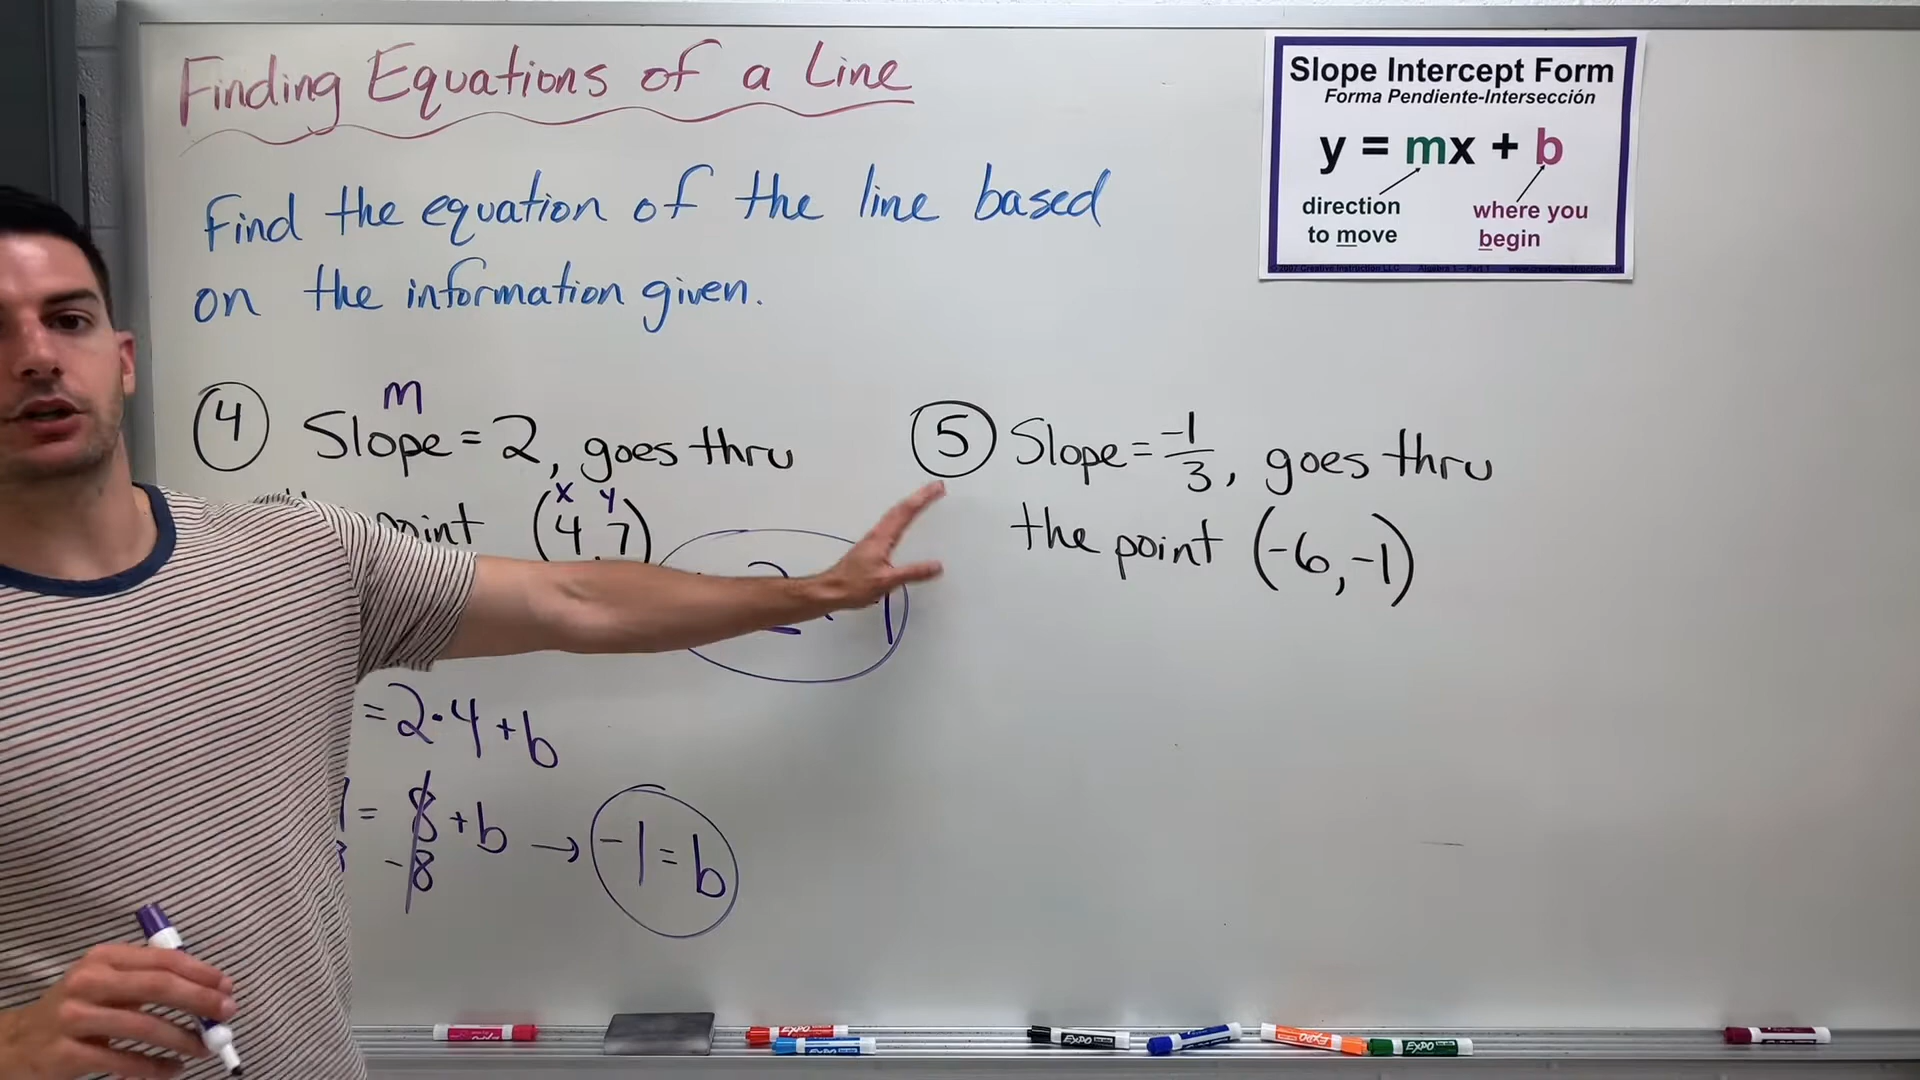 Finding Equations of a Line
Find the equation of the line based
on the information given.
Slope Intercept Form
Forma Pendiente-Intersección
y = mx + b
direction
to move
where you
begin
m
4 Slope = 2, goes thru
x y
point (4, 7)
= 2·4 + b
= 8 + b → -1 = b
-8
5 Slope = -1/3, goes thru
the point (-6, -1)
EXPO
EXPO
EXPO
EXPO